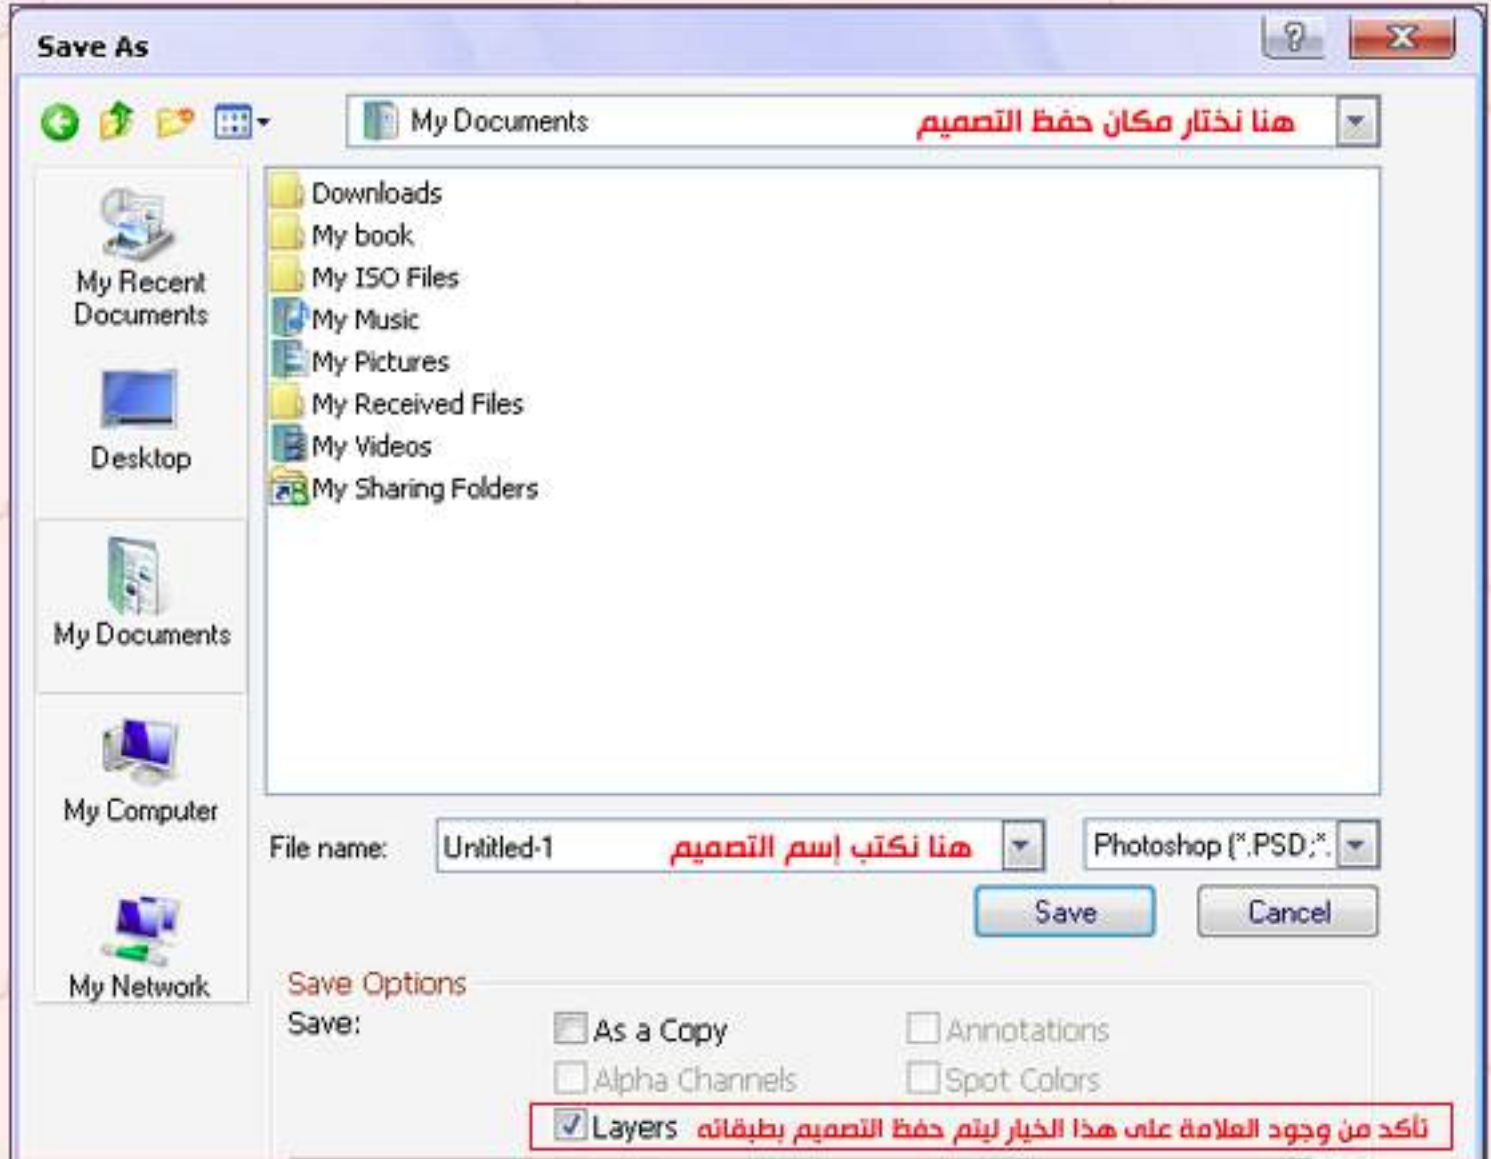 Save As
?
My Documents هنا نختار مكان حفظ التصميم
Downloads
My book
My ISO Files
My Music
My Pictures
My Received Files
My Videos
My Sharing Folders
My Recent
Documents
Desktop
My Documents
My Computer
My Network
File name: Untitled-1 هنا نكتب إسم التصميم Photoshop (*.PSD;*.
Save Cancel
Save Options
Save: As a Copy Annotations
Alpha Channels Spot Colors
Layers تأكد من وجود العلامة على هذا الخيار ليتم حفظ التصميم بطبقاته